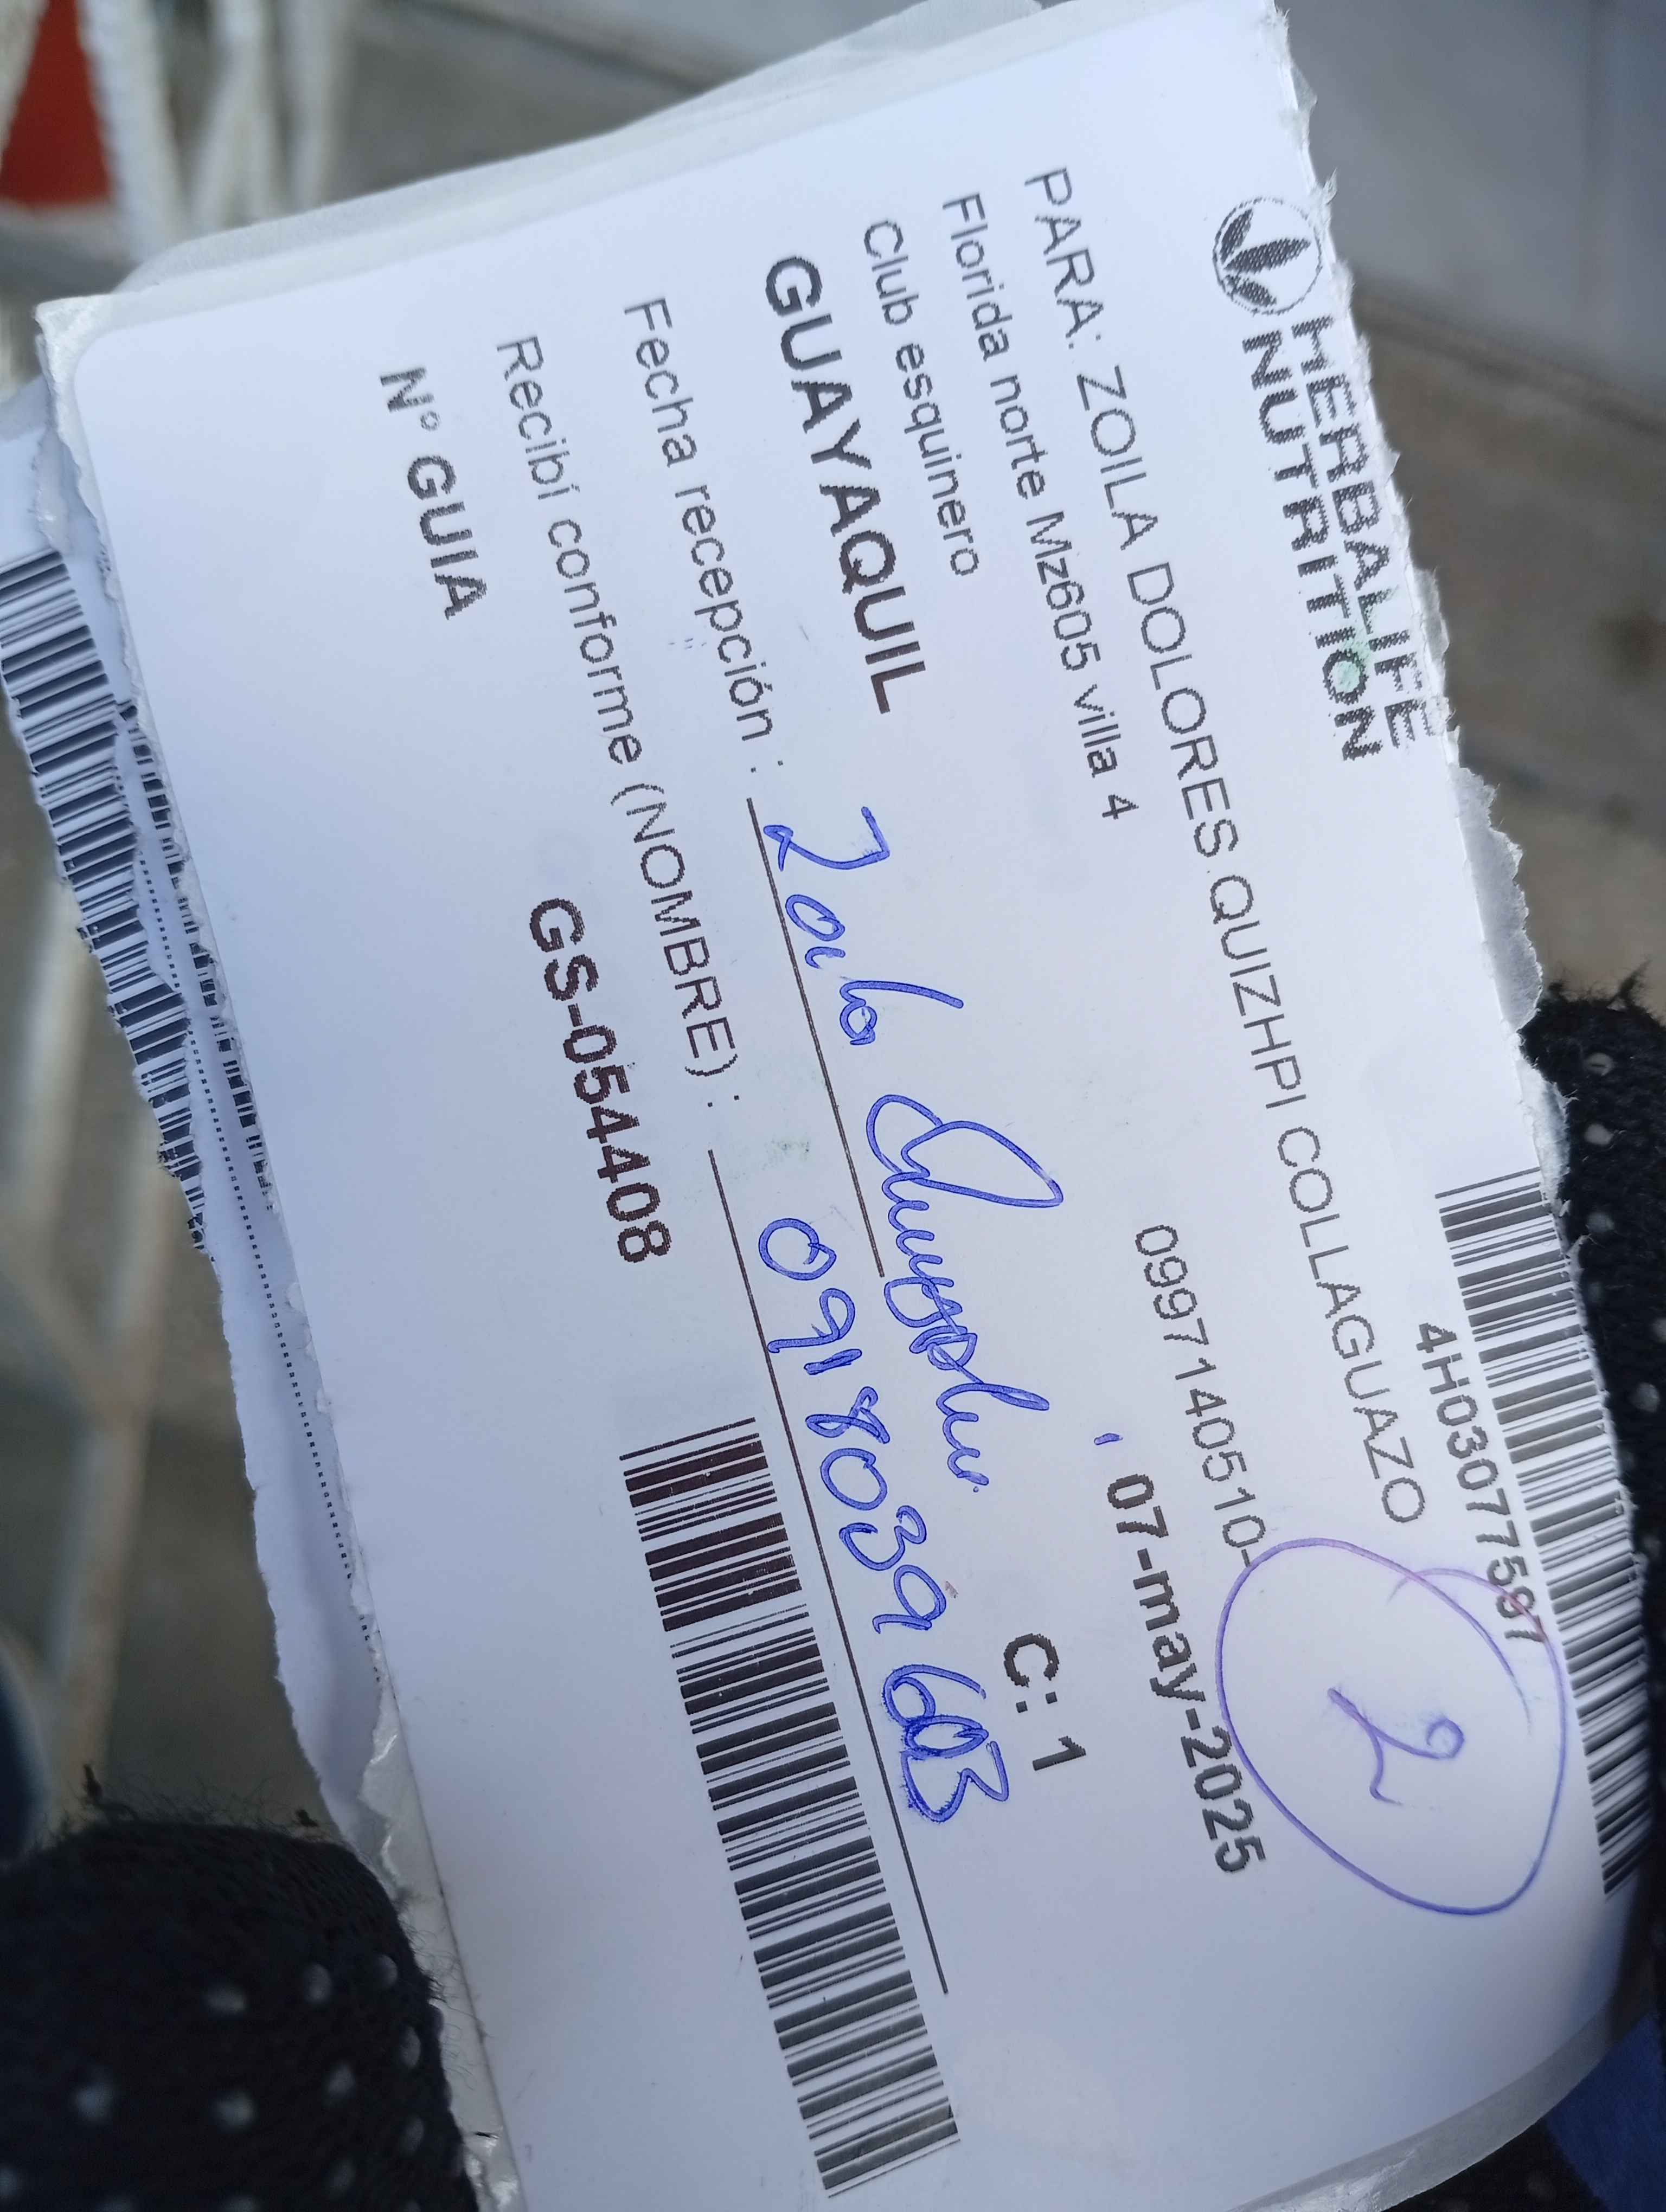 HERBALIFE
NUTRITION
4H03077597
PARA: ZOILA DOLORES QUIZHPI COLLAGUAZO
2
Florida norte Mz605 villa 4
0997140510-
Club esquinero
07-may-2025
GUAYAQUIL
C: 1
Fecha recepción :
Recibí conforme (NOMBRE) :
0918039603
Nº GUIA
GS-054408